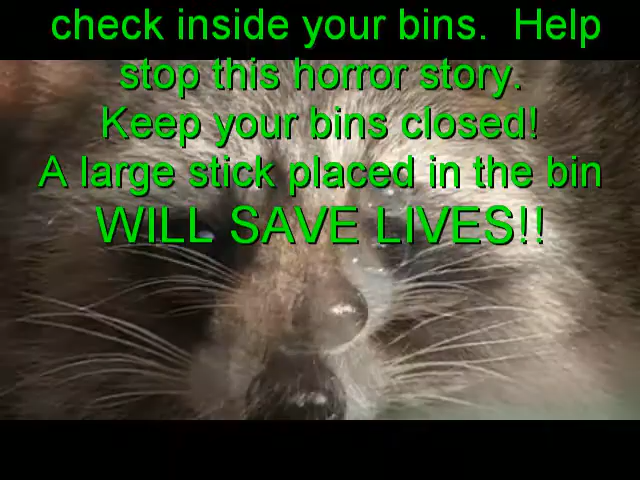 check inside your bins. Help
stop this horror story.
Keep your bins closed!
A large stick placed in the bin
WILL SAVE LIVES!!